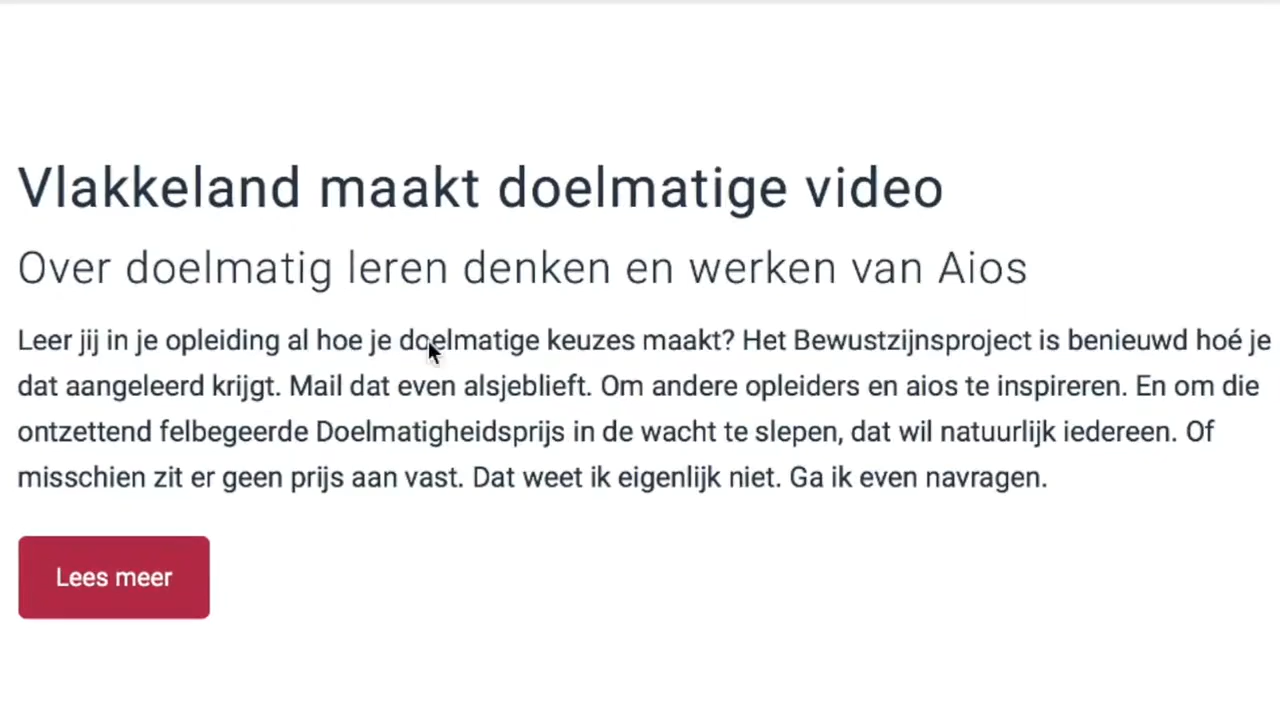 Vlakkeland maakt doelmatige video
Over doelmatig leren denken en werken van Aios
Leer jij in je opleiding al hoe je doelmatige keuzes maakt? Het Bewustzijnsproject is benieuwd hoé je
dat aangeleerd krijgt. Mail dat even alsjeblieft. Om andere opleiders en aios te inspireren. En om die
ontzettend felbegeerde Doelmatigheidsprijs in de wacht te slepen, dat wil natuurlijk iedereen. Of
misschien zit er geen prijs aan vast. Dat weet ik eigenlijk niet. Ga ik even navragen.
Lees meer